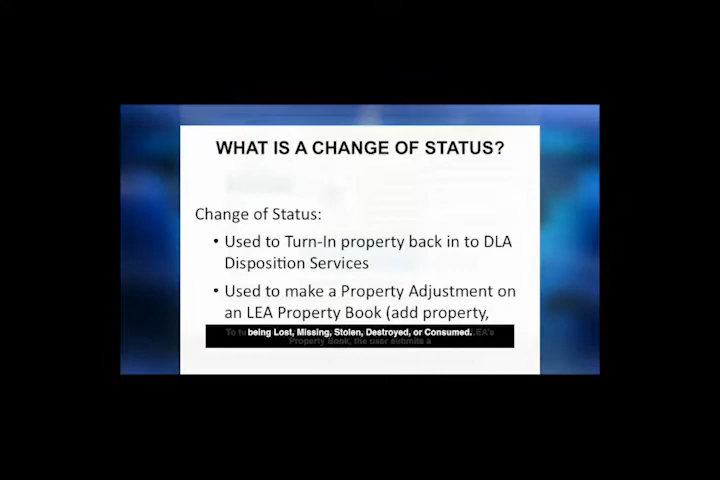 WHAT IS A CHANGE OF STATUS?
Change of Status:
• Used to Turn-In property back in to DLA
Disposition Services
• Used to make a Property Adjustment on
an LEA Property Book (add property,
being Lost, Missing, Stolen, Destroyed, or Consumed.
Property Book, the user submits a